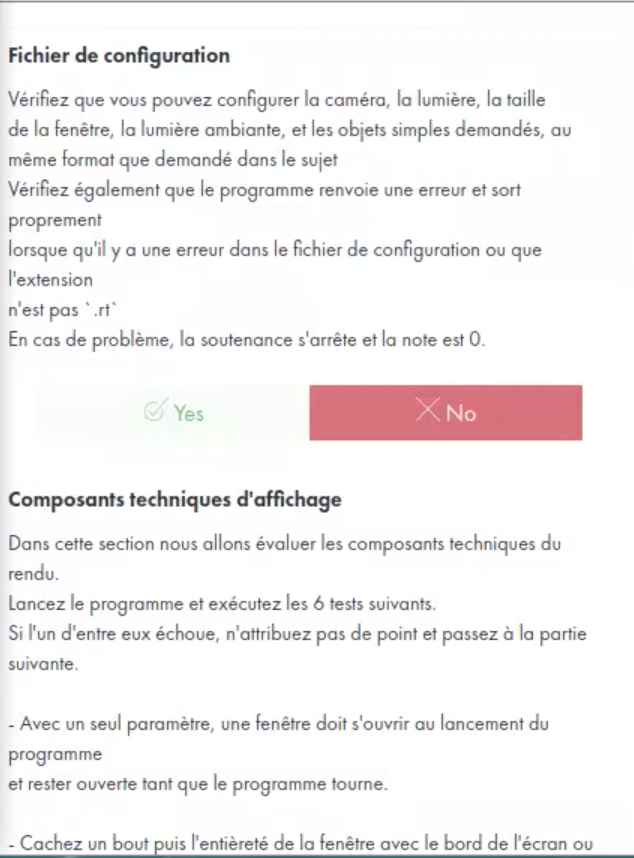 Fichier de configuration
Vérifiez que vous pouvez configurer la caméra, la lumière, la taille
de la fenêtre, la lumière ambiante, et les objets simples demandés, au
même format que demandé dans le sujet
Vérifiez également que le programme renvoie une erreur et sort
proprement
lorsque qu'il y a une erreur dans le fichier de configuration ou que
l'extension
n'est pas `.rt`
En cas de problème, la soutenance s'arrête et la note est 0.
Yes
No
Composants techniques d'affichage
Dans cette section nous allons évaluer les composants techniques du
rendu.
Lancez le programme et exécutez les 6 tests suivants.
Si l'un d'entre eux échoue, n'attribuez pas de point et passez à la partie
suivante.
- Avec un seul paramètre, une fenêtre doit s'ouvrir au lancement du
programme
et rester ouverte tant que le programme tourne.
- Cachez un bout puis l'entièreté de la fenêtre avec le bord de l'écran ou